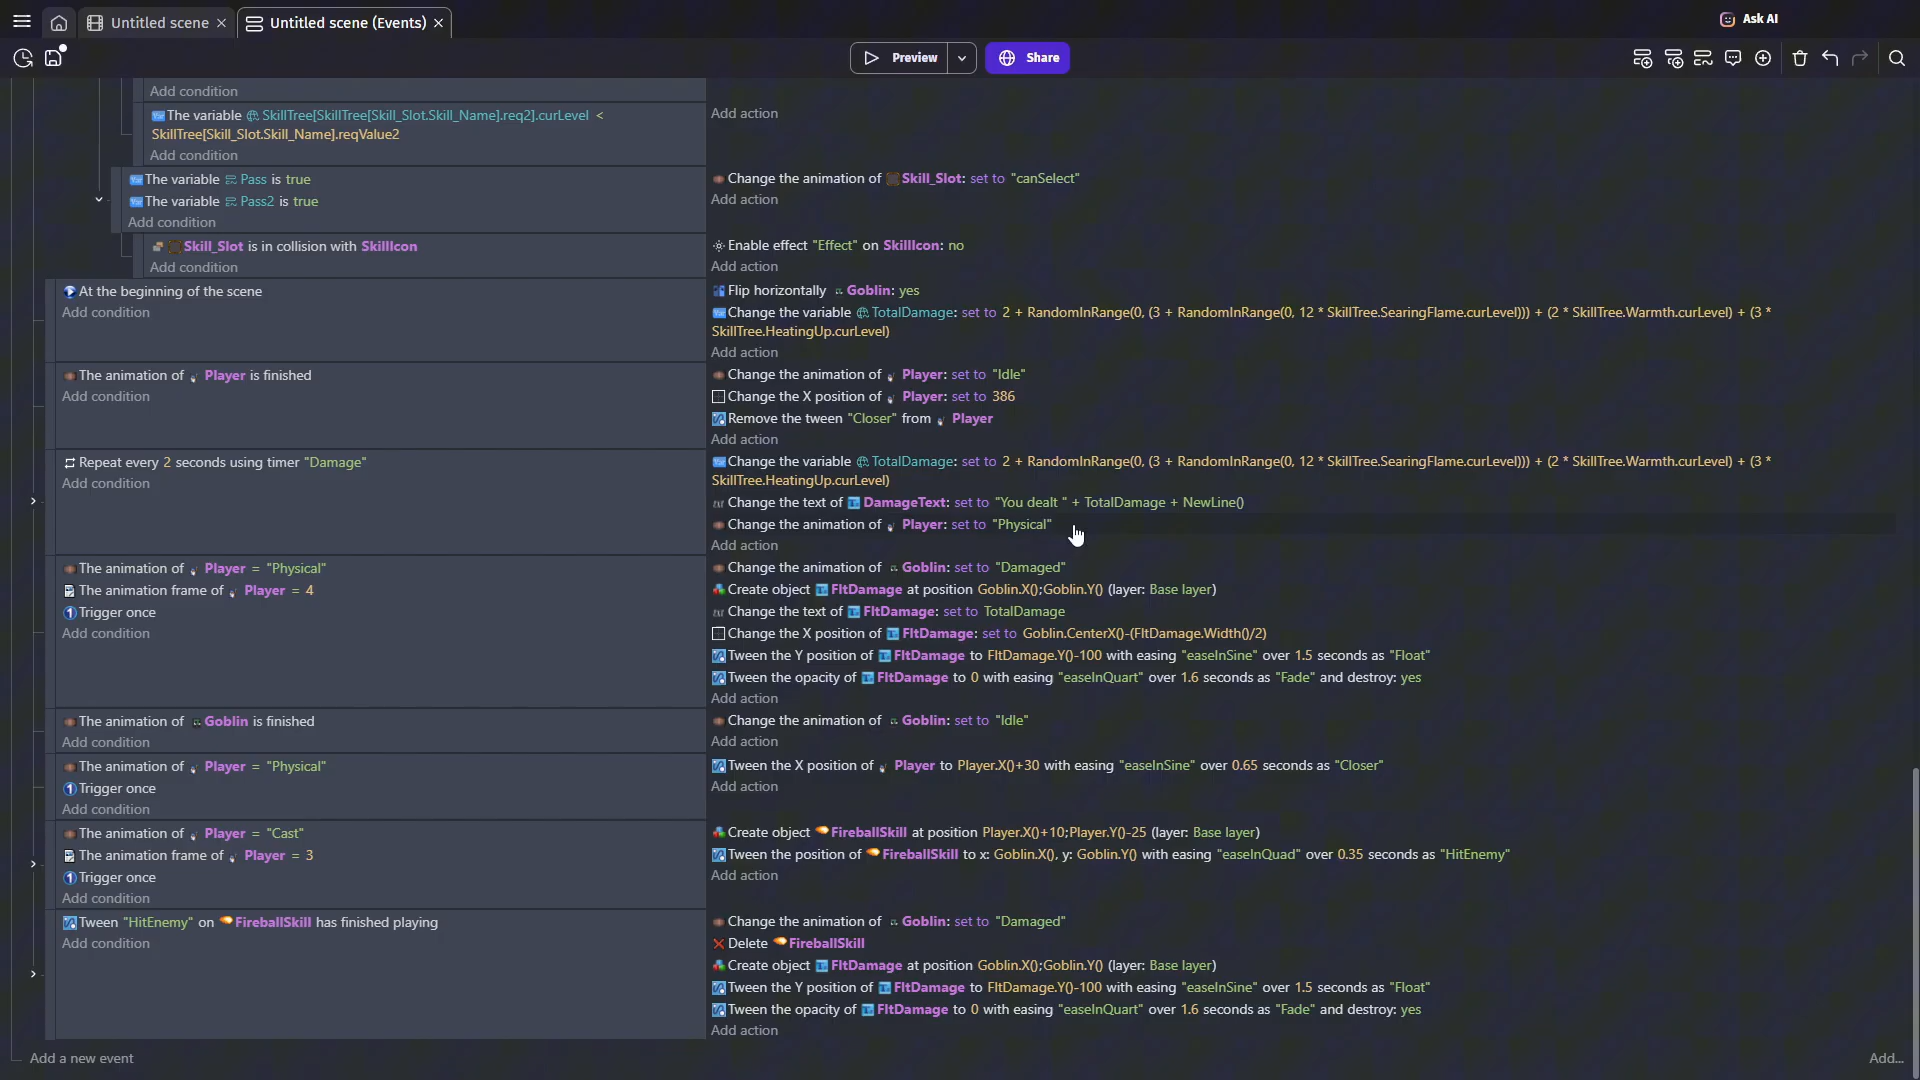 Untitled scene
Untitled scene (Events)
Ask AI
Preview
Share
Add condition
The variable SkillTree[SkillTree[Skill_Slot.Skill_Name].req2].curLevel <
SkillTree[Skill_Slot.Skill_Name].reqValue2
Add condition
Add action
The variable Pass is true
The variable Pass2 is true
Add condition
Change the animation of Skill_Slot: set to "canSelect"
Add action
Skill_Slot is in collision with SkillIcon
Add condition
Enable effect "Effect" on SkillIcon: no
Add action
At the beginning of the scene
Add condition
Flip horizontally Goblin: yes
Change the variable TotalDamage: set to 2 + RandomInRange(0, (3 + RandomInRange(0, 12 * SkillTree.SearingFlame.curLevel))) + (2 * SkillTree.Warmth.curLevel) + (3 *
SkillTree.HeatingUp.curLevel)
Add action
The animation of Player is finished
Add condition
Change the animation of Player: set to "Idle"
Change the X position of Player: set to 386
Remove the tween "Closer" from Player
Add action
Repeat every 2 seconds using timer "Damage"
Add condition
Change the variable TotalDamage: set to 2 + RandomInRange(0, (3 + RandomInRange(0, 12 * SkillTree.SearingFlame.curLevel))) + (2 * SkillTree.Warmth.curLevel) + (3 *
SkillTree.HeatingUp.curLevel)
Change the text of DamageText: set to "You dealt " + TotalDamage + NewLine()
Change the animation of Player: set to "Physical"
Add action
The animation of Player = "Physical"
The animation frame of Player = 4
Trigger once
Add condition
Change the animation of Goblin: set to "Damaged"
Create object FltDamage at position Goblin.X();Goblin.Y() (layer: Base layer)
Change the text of FltDamage: set to TotalDamage
Change the X position of FltDamage: set to Goblin.CenterX()-(FltDamage.Width()/2)
Tween the Y position of FltDamage to FltDamage.Y()-100 with easing "easeInSine" over 1.5 seconds as "Float"
Tween the opacity of FltDamage to 0 with easing "easeInQuart" over 1.6 seconds as "Fade" and destroy: yes
Add action
The animation of Goblin is finished
Add condition
Change the animation of Goblin: set to "Idle"
Add action
The animation of Player = "Physical"
Trigger once
Add condition
Tween the X position of Player to Player.X()+30 with easing "easeInSine" over 0.65 seconds as "Closer"
Add action
The animation of Player = "Cast"
The animation frame of Player = 3
Trigger once
Add condition
Create object FireballSkill at position Player.X()+10;Player.Y()-25 (layer: Base layer)
Tween the position of FireballSkill to x: Goblin.X(), y: Goblin.Y() with easing "easeInQuad" over 0.35 seconds as "HitEnemy"
Add action
Tween "HitEnemy" on FireballSkill has finished playing
Add condition
Change the animation of Goblin: set to "Damaged"
Delete FireballSkill
Create object FltDamage at position Goblin.X();Goblin.Y() (layer: Base layer)
Tween the Y position of FltDamage to FltDamage.Y()-100 with easing "easeInSine" over 1.5 seconds as "Float"
Tween the opacity of FltDamage to 0 with easing "easeInQuart" over 1.6 seconds as "Fade" and destroy: yes
Add action
Add a new event
Add...